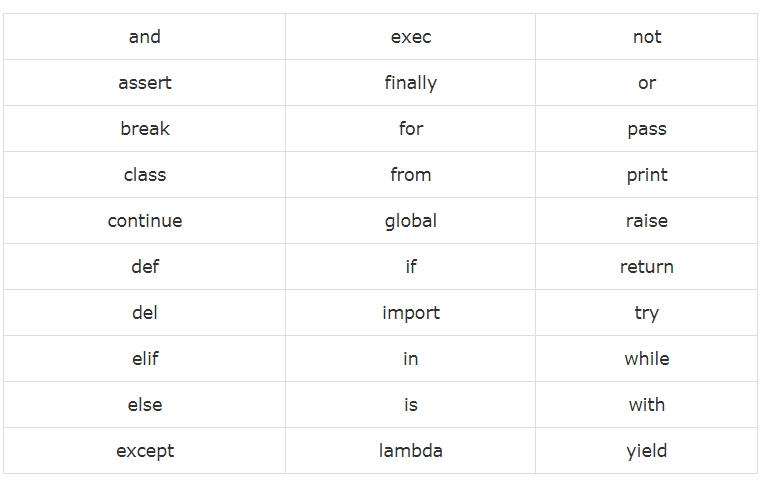 and exec not
assert finally or
break for pass
class from print
continue global raise
def if return
del import try
elif in while
else is with
except lambda yield